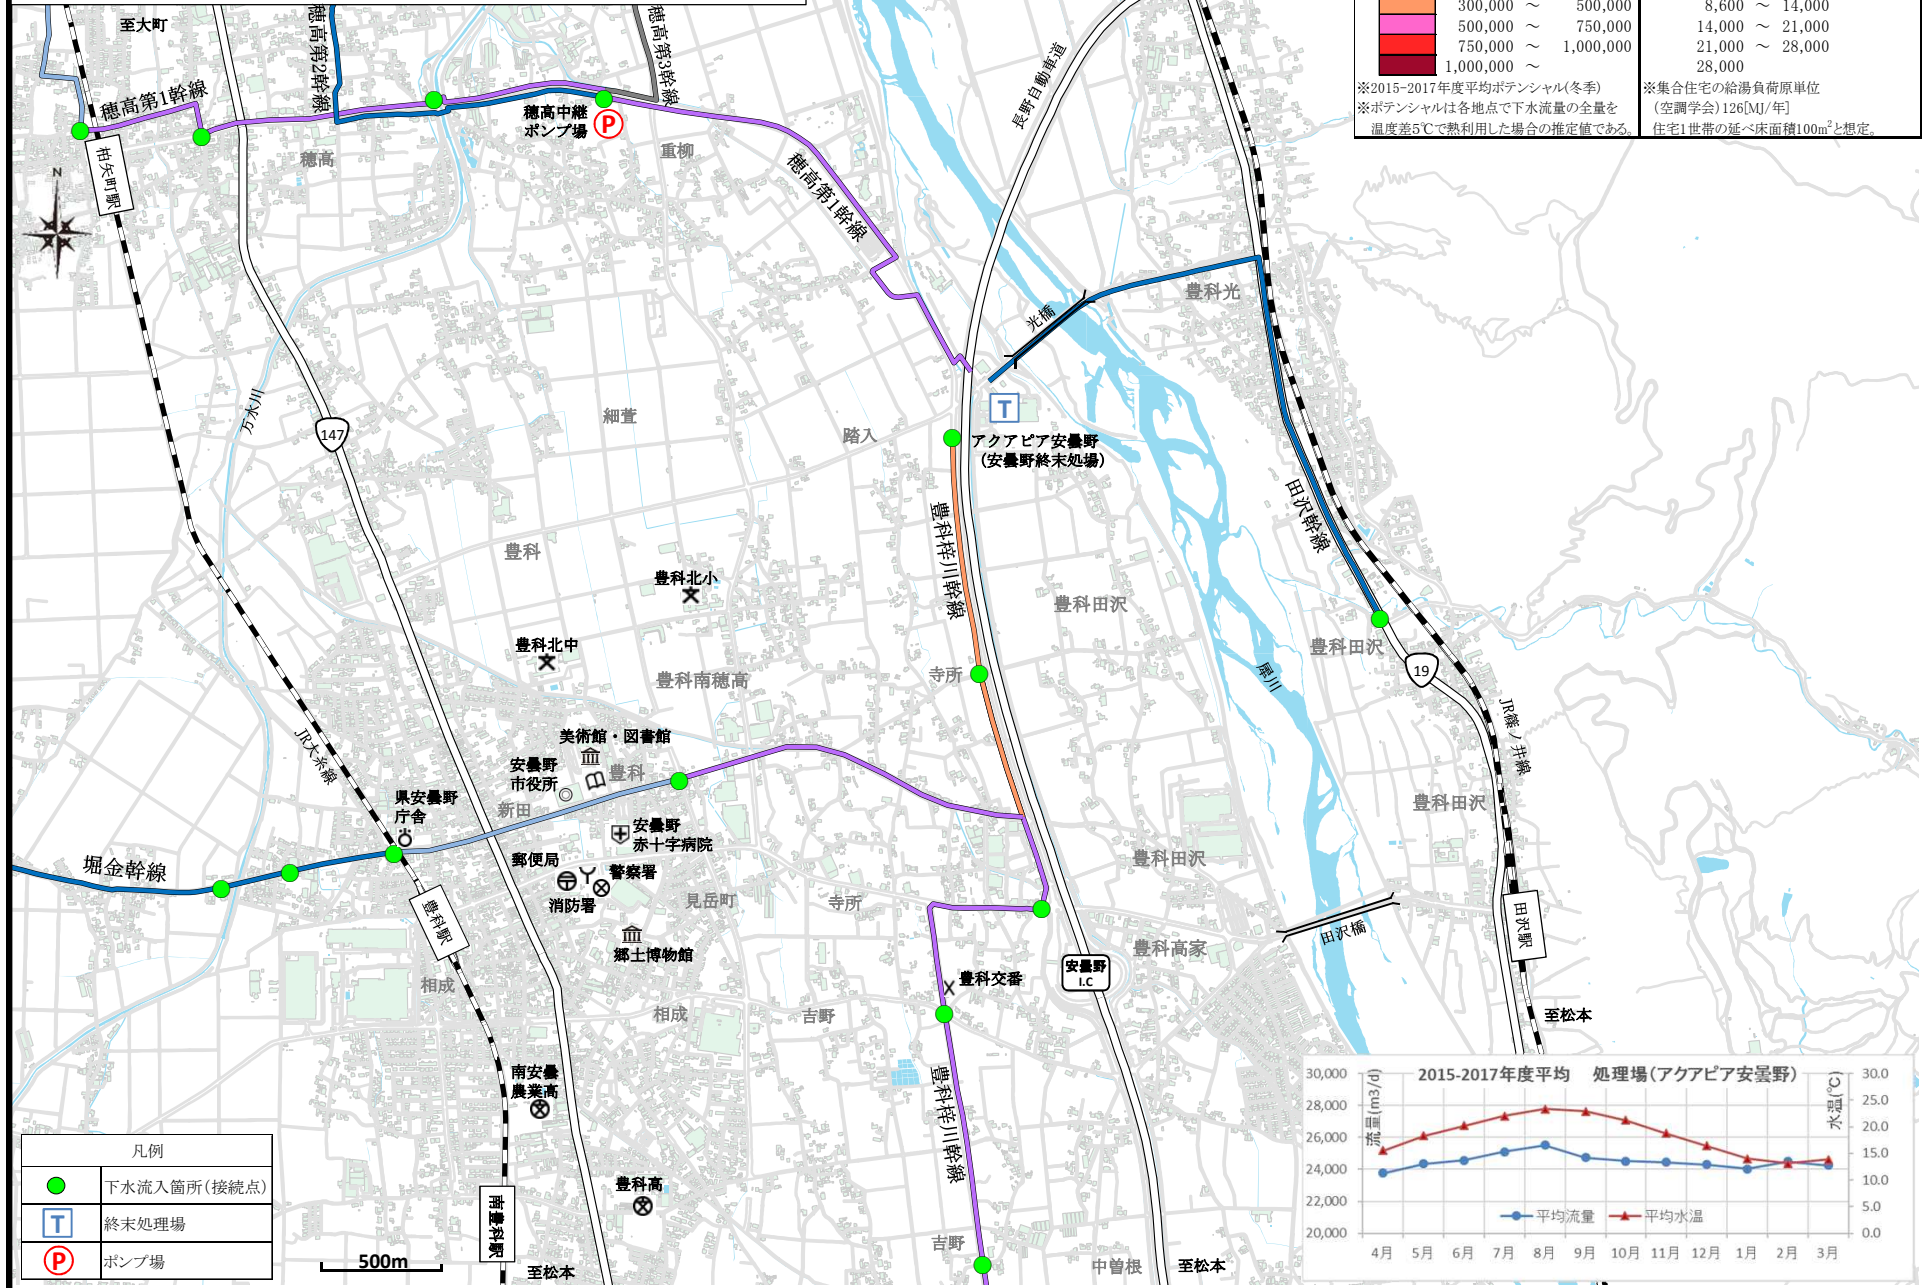 至大町
穂高第2幹線
穂高第3幹線
穂高第1幹線
穂高中継
ポンプ場
P
穂高
重柳
柏矢町駅
N
穂高第1幹線
長野自動車道
300,000 ～ 500,000
500,000 ～ 750,000
750,000 ～ 1,000,000
1,000,000 ～
※2015-2017年度平均ポテンシャル(冬季)
※ポテンシャルは各地点で下水流量の全量を
温度差5℃で熱利用した場合の推定値である。
8,600 ～ 14,000
14,000 ～ 21,000
21,000 ～ 28,000
28,000
※集合住宅の給湯負荷原単位
(空調学会)126[MJ/年]
住宅1世帯の延べ床面積100m²と想定。
豊科光
光橋
万水川
147
細萱
踏入
T
アクアピア安曇野
(安曇野終末処場)
豊科梓川幹線
田沢幹線
豊科
豊科北小
豊科田沢
豊科北中
豊科南穂高
寺所
犀川
豊科田沢
19
JR篠ノ井線
JR大糸線
美術館・図書館
安曇野
市役所
豊科
新田
県安曇野
庁舎
安曇野
赤十字病院
豊科田沢
堀金幹線
郵便局
警察署
消防署
見岳町
寺所
豊科田沢
豊科駅
郷土博物館
豊科高家
田沢橋
田沢駅
相成
豊科交番
安曇野
I.C
相成
吉野
至松本
南安曇
農業高
豊科梓川幹線
豊科高
南豊科駅
吉野
中曽根
至松本
至松本
500m
凡例
下水流入箇所(接続点)
T 終末処理場
P ポンプ場
2015-2017年度平均 処理場(アクアピア安曇野)
流量(m3/d)
水温(℃)
30,000
28,000
26,000
24,000
22,000
20,000
30.0
25.0
20.0
15.0
10.0
5.0
0.0
平均流量 平均水温
4月 5月 6月 7月 8月 9月 10月 11月 12月 1月 2月 3月